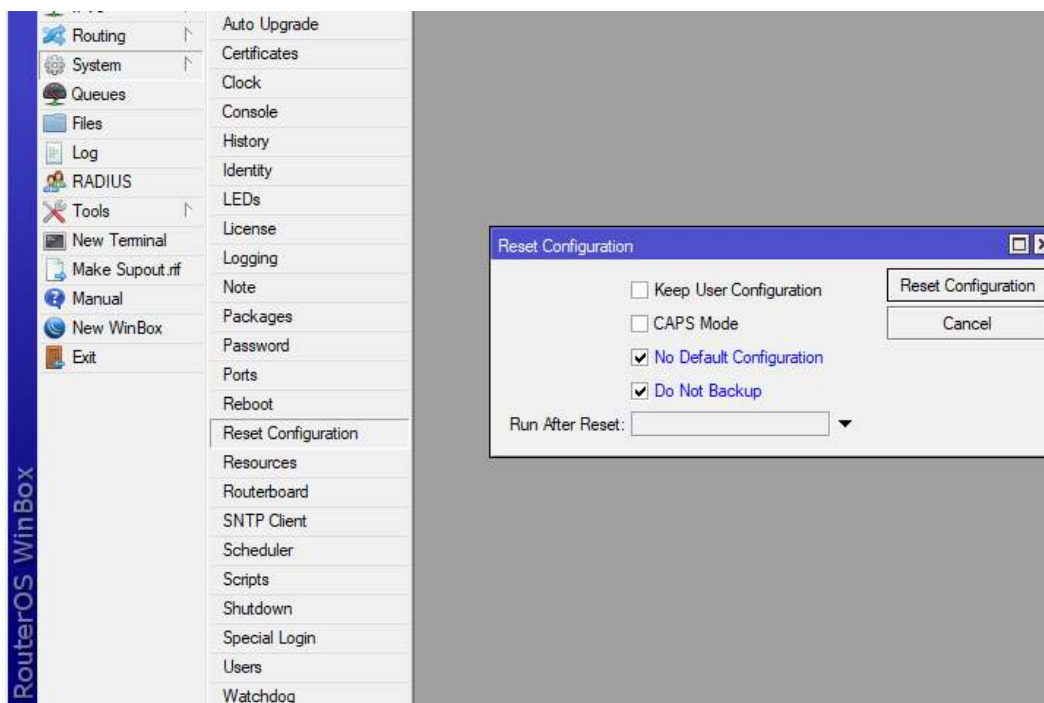 Routing
System
Queues
Files
Log
RADIUS
Tools
New Terminal
Make Supout.rif
Manual
New WinBox
Exit
Auto Upgrade
Certificates
Clock
Console
History
Identity
LEDs
License
Logging
Note
Packages
Password
Ports
Reboot
Reset Configuration
Resources
Routerboard
SNTP Client
Scheduler
Scripts
Shutdown
Special Login
Users
Watchdog
Reset Configuration
Keep User Configuration
CAPS Mode
No Default Configuration
Do Not Backup
Run After Reset:
Reset Configuration
Cancel
RouterOS WinBox